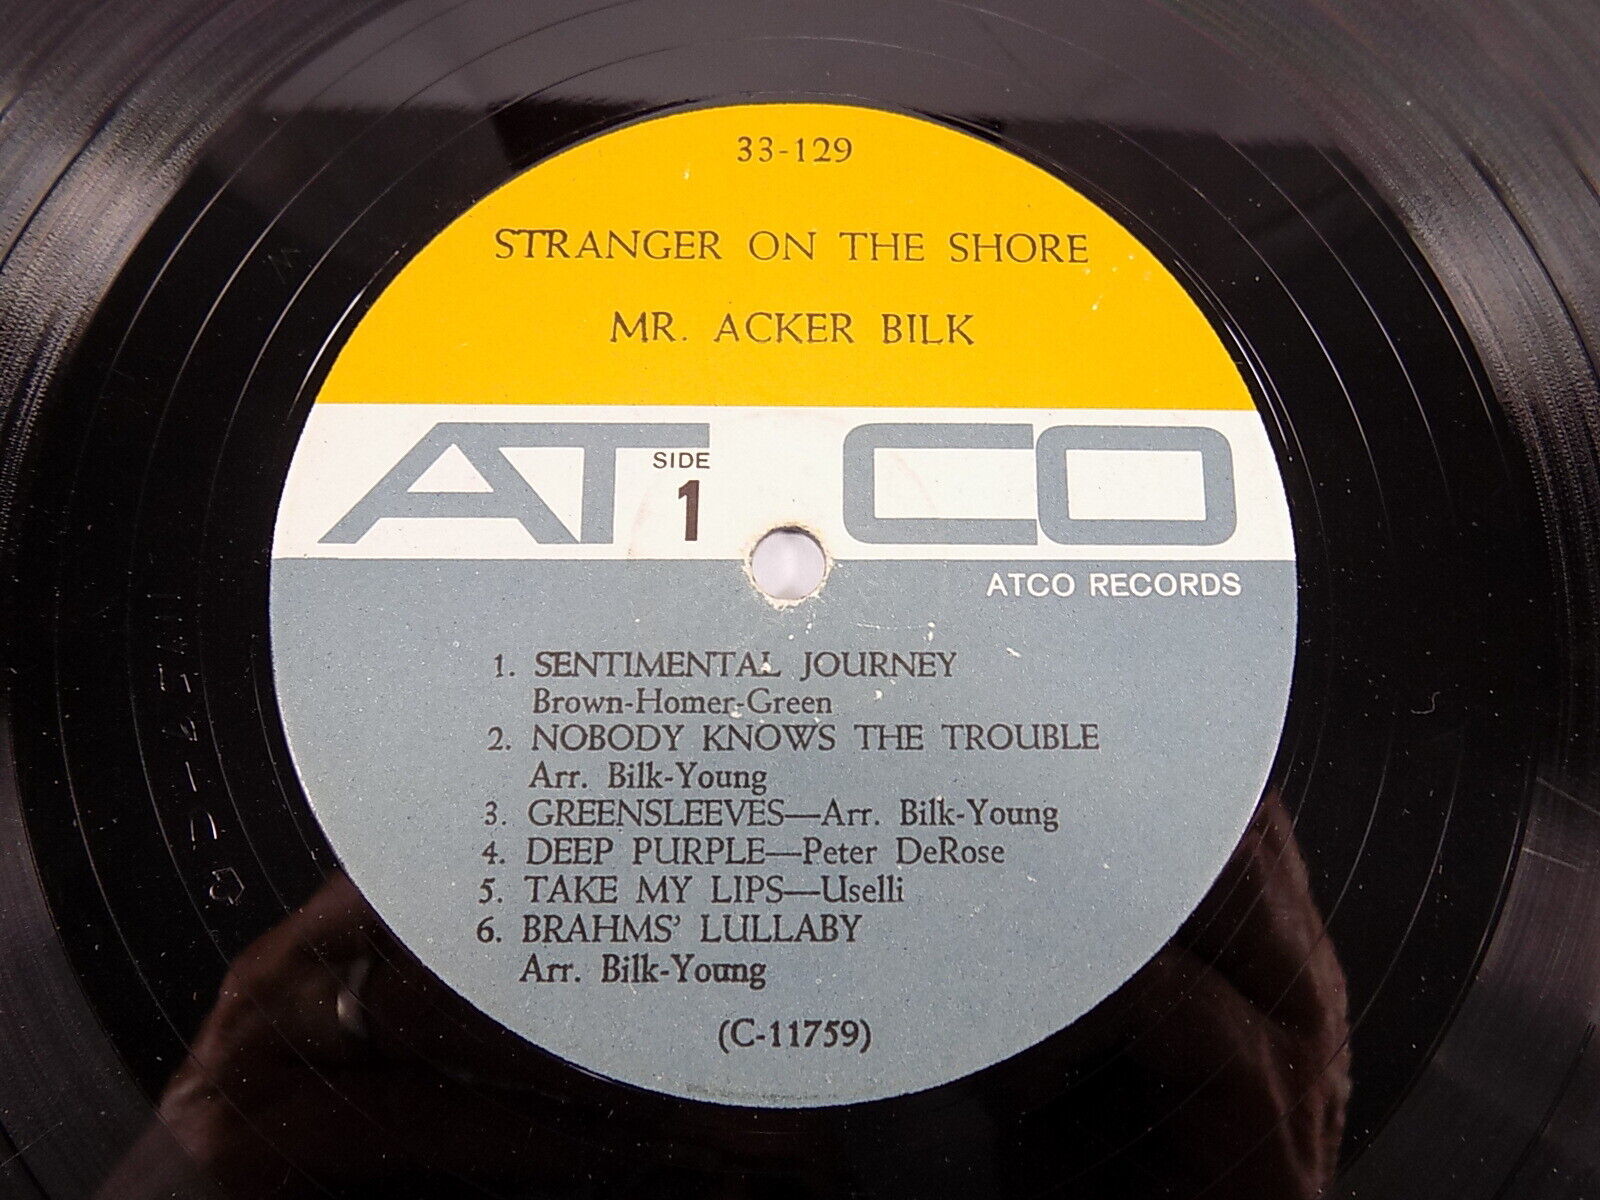 33-129
STRANGER ON THE SHORE
MR. ACKER BILK
ATCO
SIDE
1
ATCO RECORDS
1. SENTIMENTAL JOURNEY
Brown-Homer-Green
2. NOBODY KNOWS THE TROUBLE
Arr. Bilk-Young
3. GREENSLEEVES—Arr. Bilk-Young
4. DEEP PURPLE—Peter DeRose
5. TAKE MY LIPS—Uselli
6. BRAHMS' LULLABY
Arr. Bilk-Young
(C-11759)